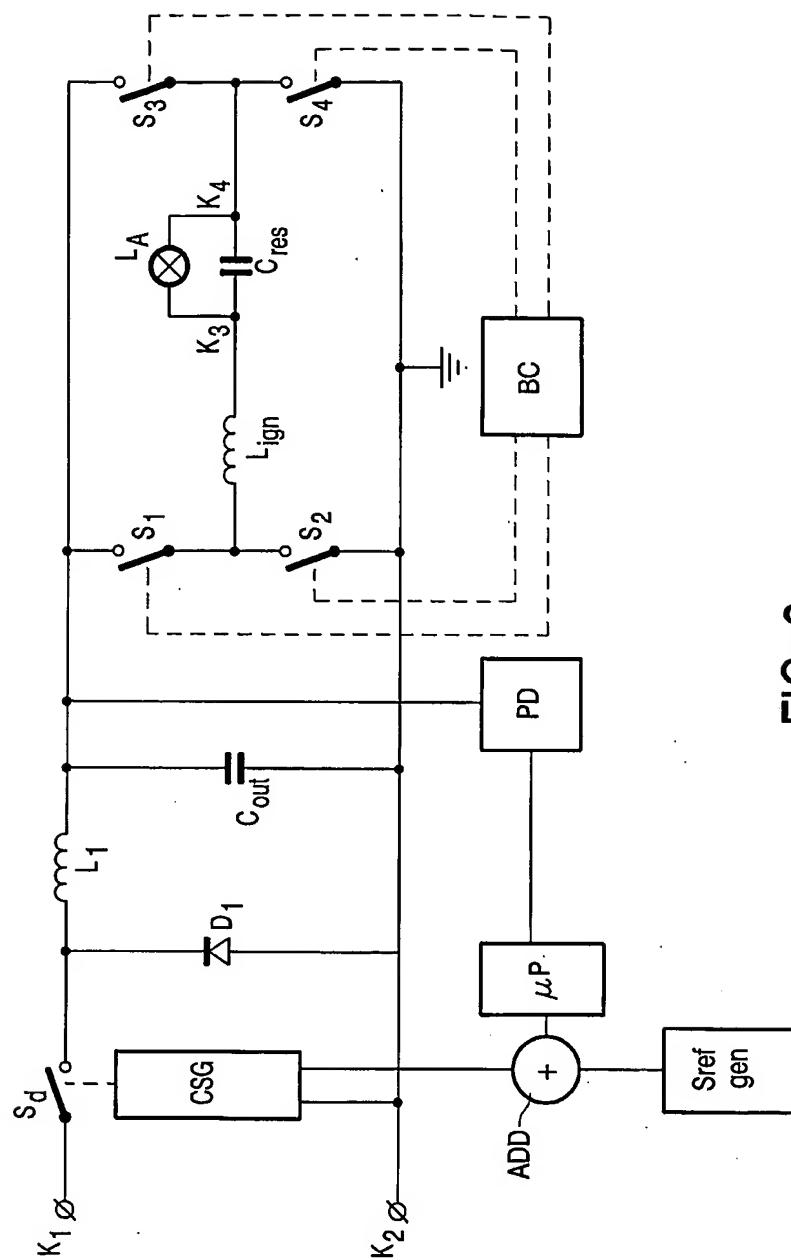 K1
Sd
L1
S1
S3
CSG
D1
Cout
LA
K3
K4
Lign
Cres
S2
S4
K2
ADD
+
μP
PD
BC
Sref
gen
FIG.